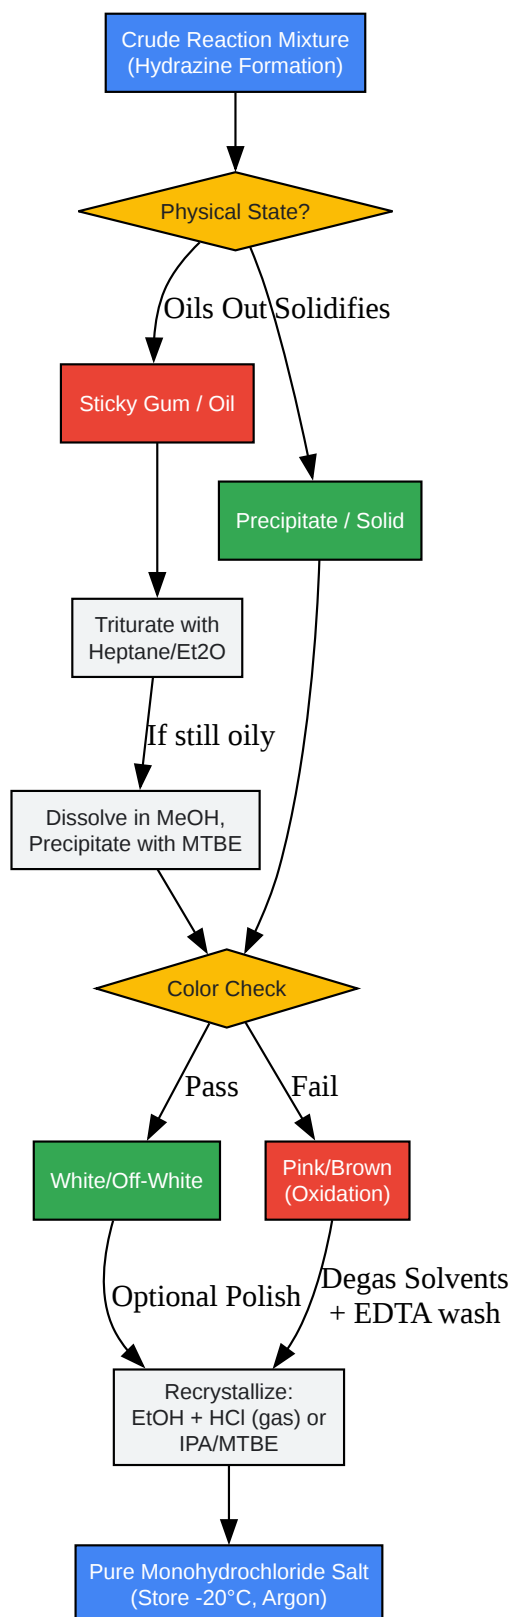 Crude Reaction Mixture
(Hydrazine Formation)
Physical State?
Oils Out
Solidifies
Sticky Gum / Oil
Precipitate / Solid
Triturate with
Heptane/Et2O
If still oily
Dissolve in MeOH,
Precipitate with MTBE
Color Check
Pass
Fail
White/Off-White
Pink/Brown
(Oxidation)
Optional Polish
Degas Solvents
+ EDTA wash
Recrystallize:
EtOH + HCl (gas) or
IPA/MTBE
Pure Monohydrochloride Salt
(Store -20°C, Argon)